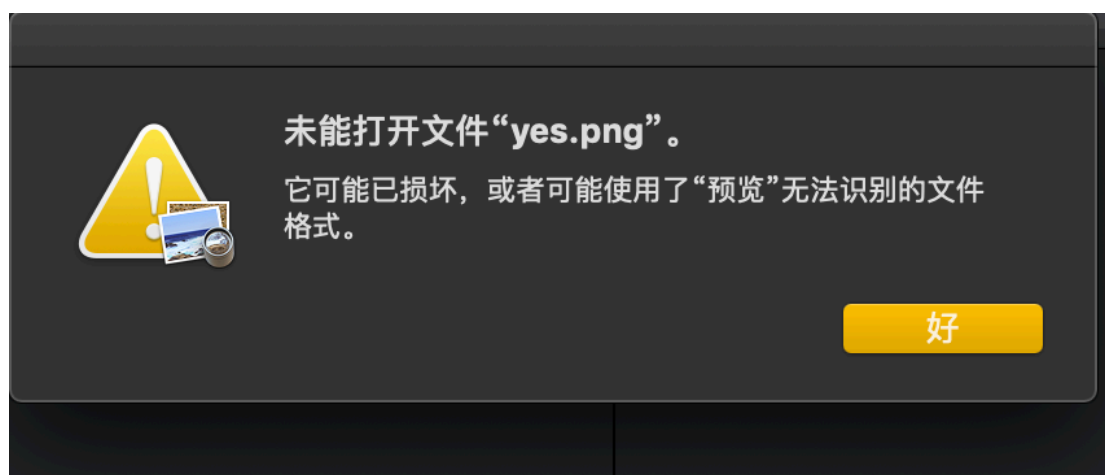 未能打开文件“yes.png”。
它可能已损坏，或者可能使用了“预览”无法识别的文件
格式。
好